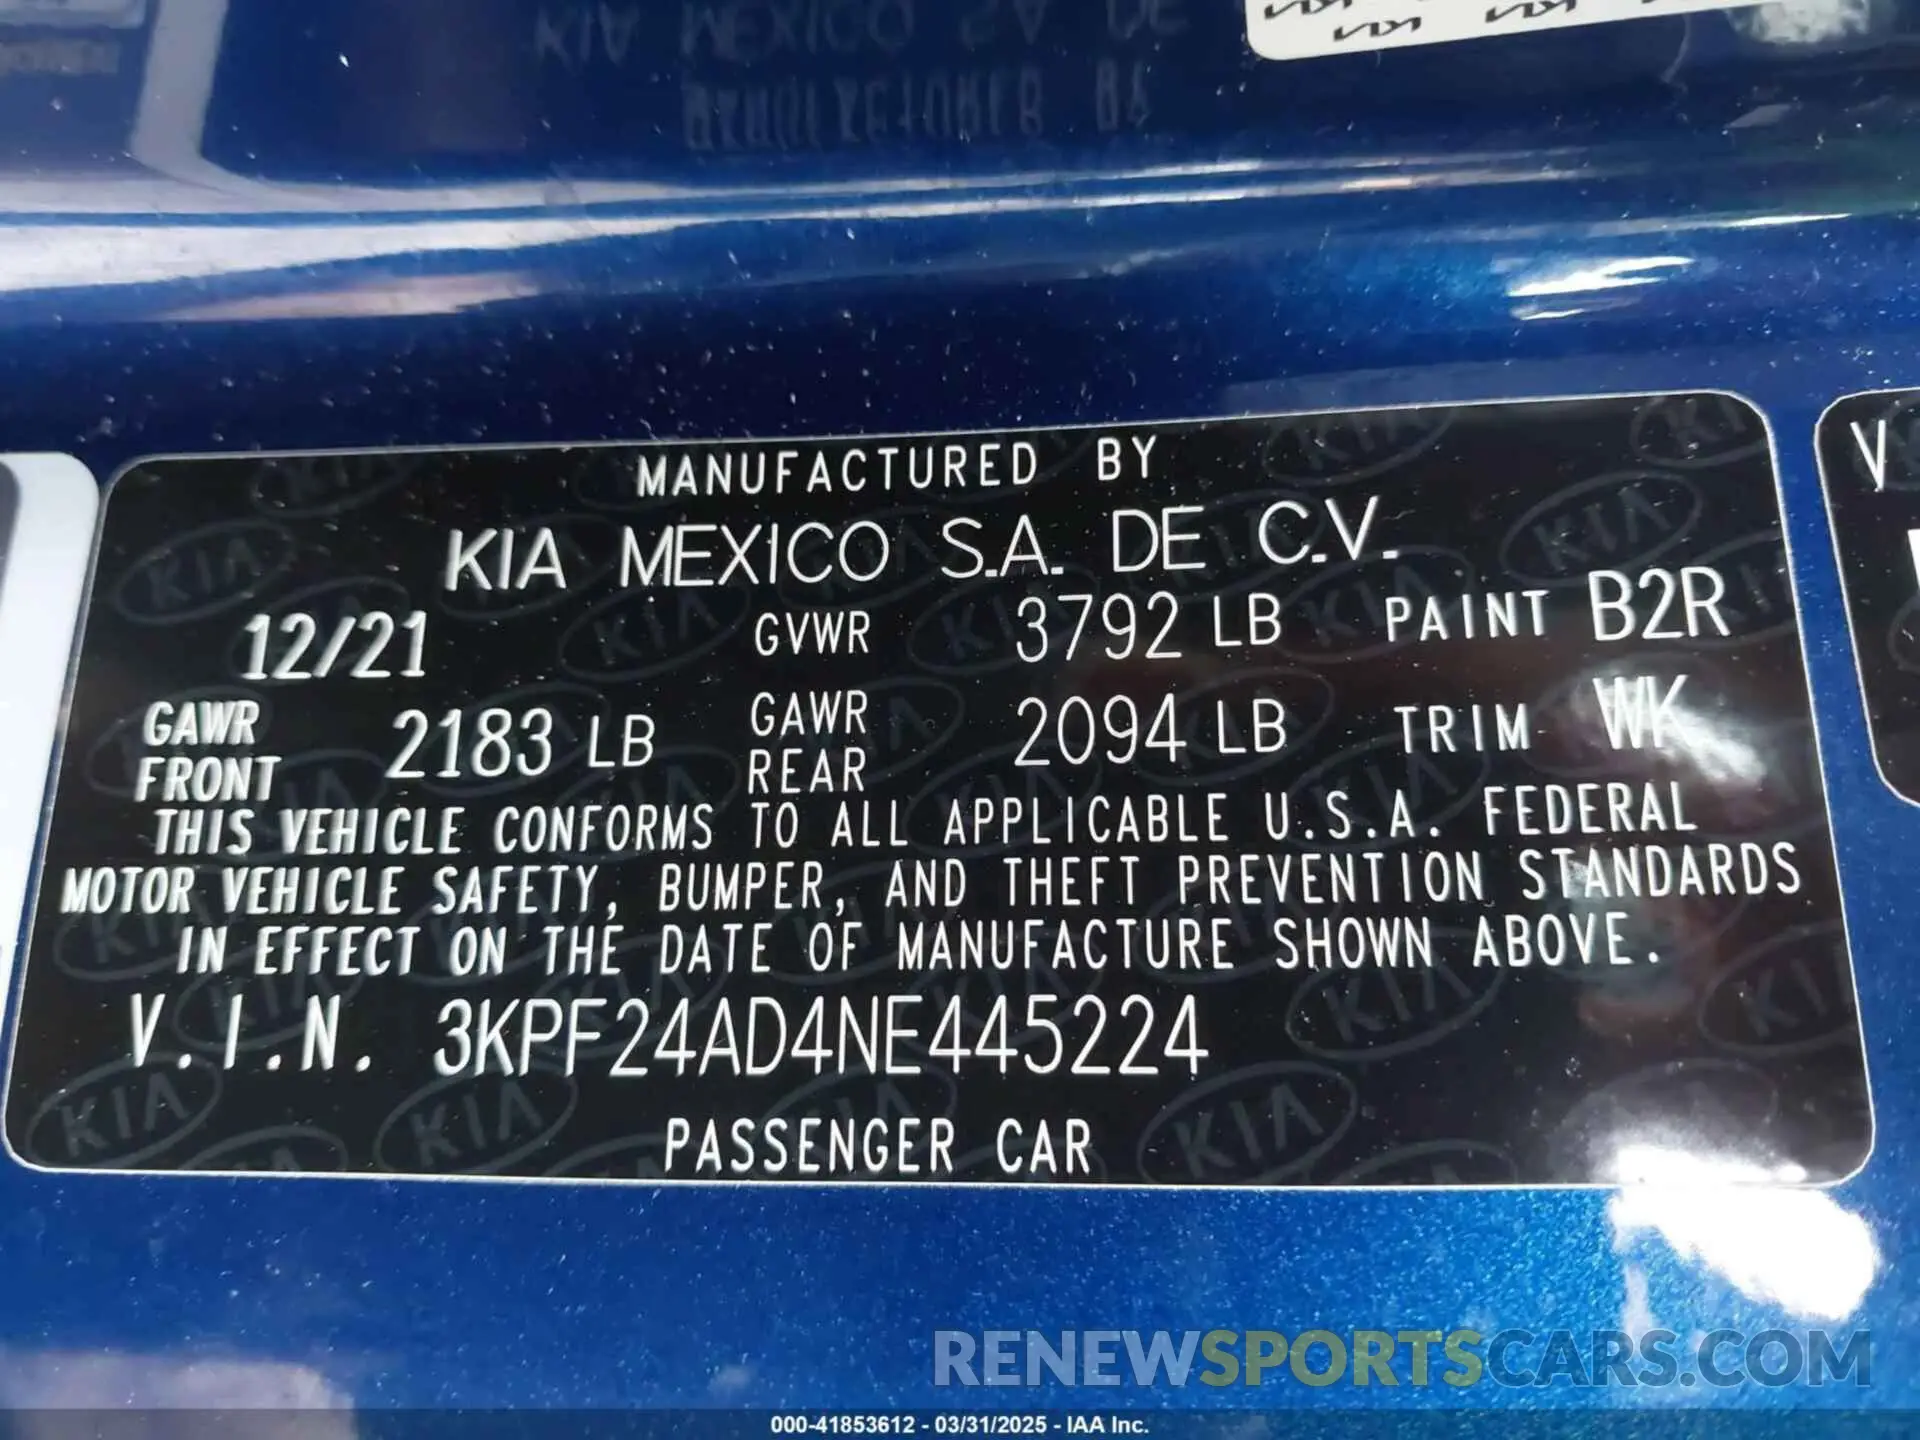 MANUFACTURED BY
KIA MEXICO S.A. DE C.V.
12/21 GVWR 3792 LB PAINT B2R
GAWR FRONT 2183 LB GAWR REAR 2094 LB TRIM WK
THIS VEHICLE CONFORMS TO ALL APPLICABLE U.S.A. FEDERAL
MOTOR VEHICLE SAFETY, BUMPER, AND THEFT PREVENTION STANDARDS
IN EFFECT ON THE DATE OF MANUFACTURE SHOWN ABOVE.
V.I.N. 3KPF24AD4NE445224
PASSENGER CAR
V
RENEWSPORTSCARS.COM
000-41853612 - 03/31/2025 - IAA Inc.